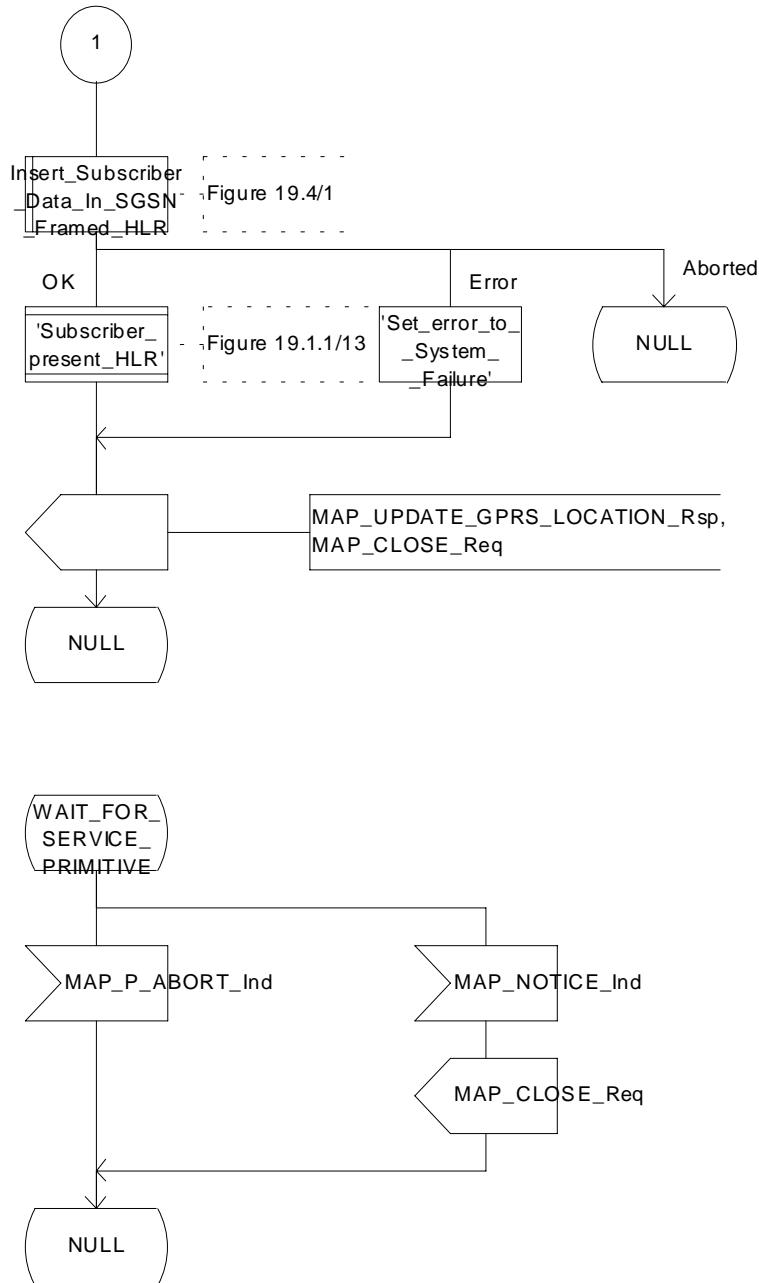 1
Insert_Subscriber
_Data_In_SGSN
_Framed_HLR
Figure 19.4/1
OK
Error
Aborted
'Subscriber_
present_HLR'
Figure 19.1.1/13
'Set_error_to_
_System_
_Failure'
NULL
MAP_UPDATE_GPRS_LOCATION_Rsp,
MAP_CLOSE_Req
NULL
WAIT_FOR_
SERVICE_
PRIMITIVE
MAP_P_ABORT_Ind
MAP_NOTICE_Ind
MAP_CLOSE_Req
NULL